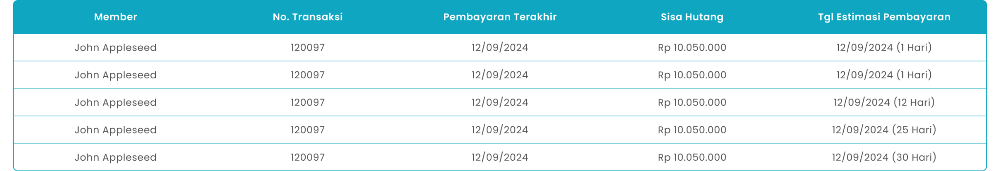 Member No. Transaksi Pembayaran Terakhir Sisa Hutang Tgl Estimasi Pembayaran
John Appleseed 120097 12/09/2024 Rp 10.050.000 12/09/2024 (1 Hari)
John Appleseed 120097 12/09/2024 Rp 10.050.000 12/09/2024 (1 Hari)
John Appleseed 120097 12/09/2024 Rp 10.050.000 12/09/2024 (12 Hari)
John Appleseed 120097 12/09/2024 Rp 10.050.000 12/09/2024 (25 Hari)
John Appleseed 120097 12/09/2024 Rp 10.050.000 12/09/2024 (30 Hari)